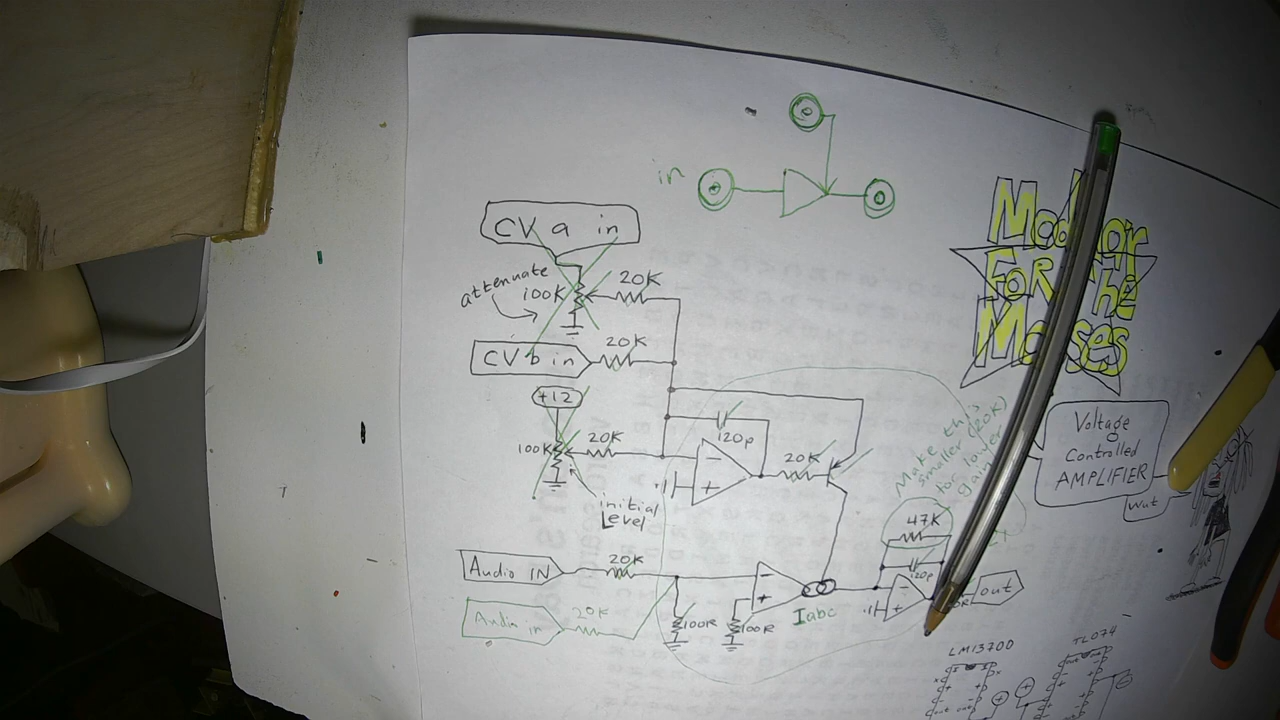 in
CV a in
attenuate
100K
20K
CV b in
20K
+12
100K
20K
initial
Level
120p
20K
Audio IN
20K
Audio in
20K
100R
100R
Iabc
Make this
smaller (20K)
for lower
gain
47K
120p
out
FOR
Voltage
Controlled
AMPLIFIER
Wut
LM13700
TL074